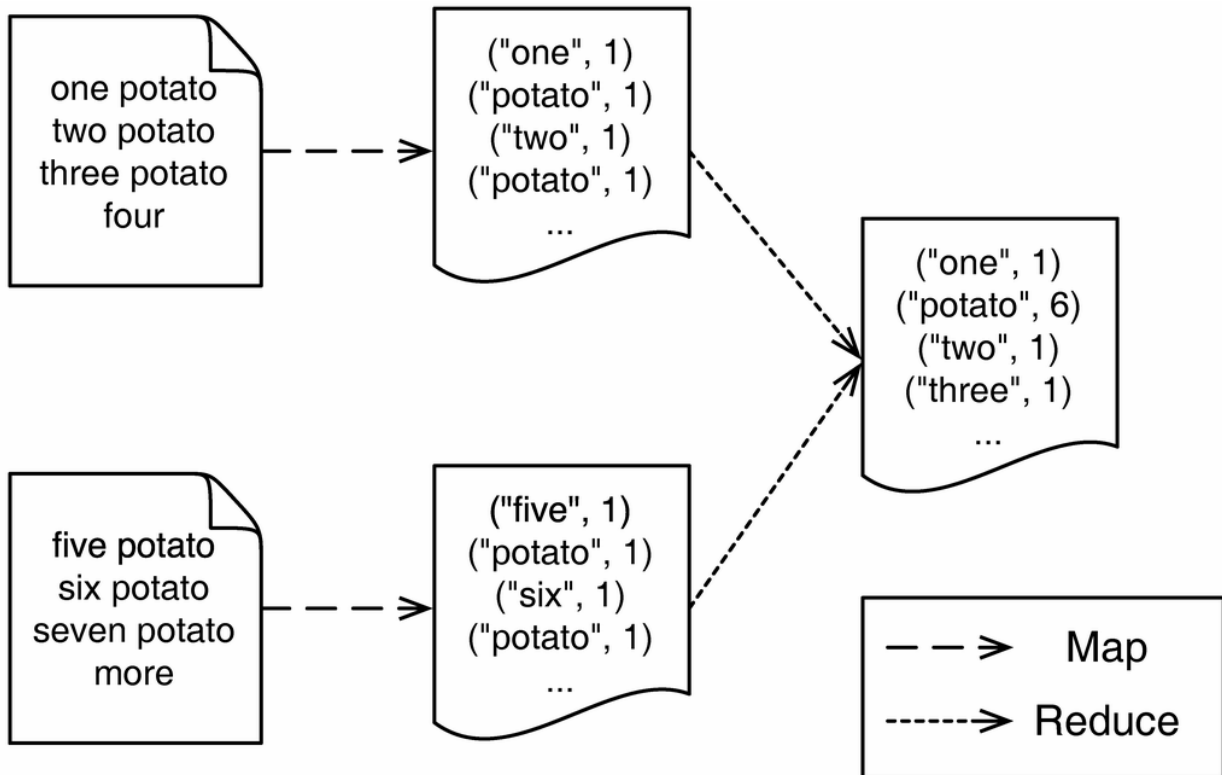 one potato
two potato
three potato
four
("one", 1)
("potato", 1)
("two", 1)
("potato", 1)
...
("one", 1)
("potato", 6)
("two", 1)
("three", 1)
...
five potato
six potato
seven potato
more
("five", 1)
("potato", 1)
("six", 1)
("potato", 1)
...
Map
Reduce